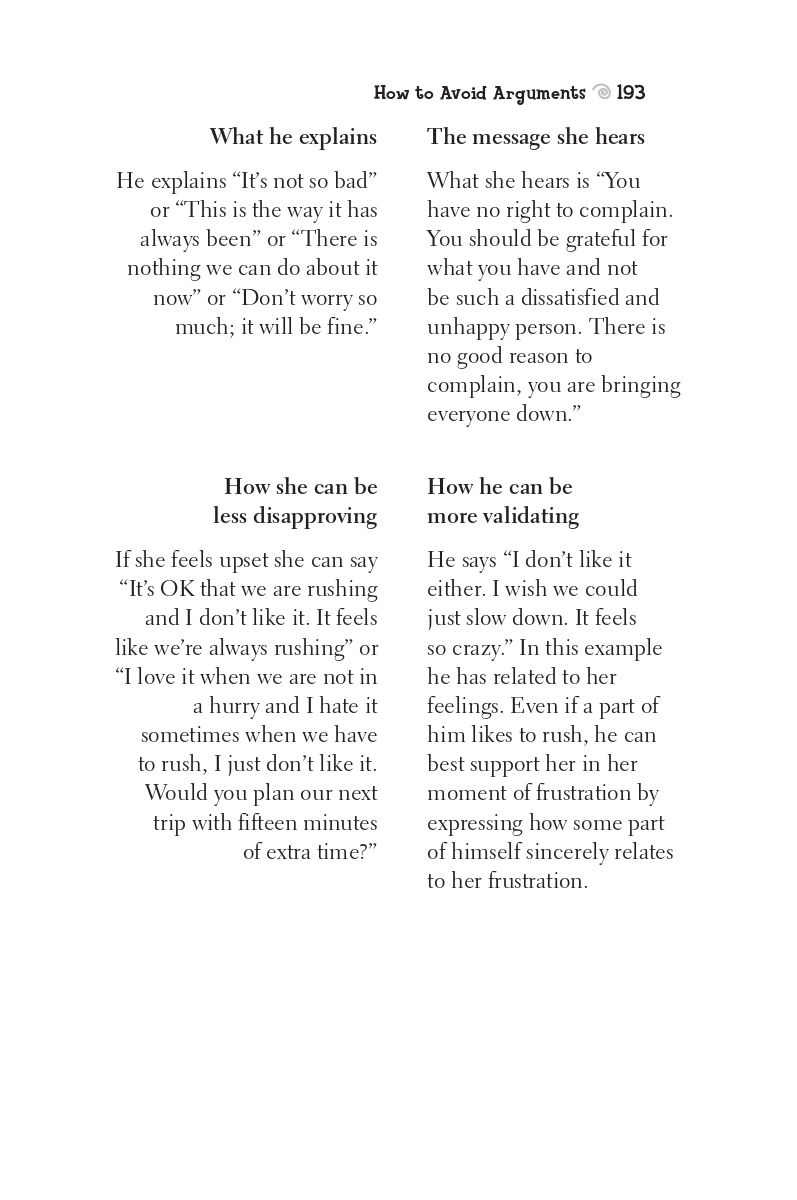 How to Avoid Arguments 193
What he explains
He explains “It’s not so bad”
or “This is the way it has
always been” or “There is
nothing we can do about it
now” or “Don’t worry so
much; it will be fine.”
The message she hears
What she hears is “You
have no right to complain.
You should be grateful for
what you have and not
be such a dissatisfied and
unhappy person. There is
no good reason to
complain, you are bringing
everyone down.”
How she can be
less disapproving
If she feels upset she can say
“It’s OK that we are rushing
and I don’t like it. It feels
like we’re always rushing” or
“I love it when we are not in
a hurry and I hate it
sometimes when we have
to rush, I just don’t like it.
Would you plan our next
trip with fifteen minutes
of extra time?”
How he can be
more validating
He says “I don’t like it
either. I wish we could
just slow down. It feels
so crazy.” In this example
he has related to her
feelings. Even if a part of
him likes to rush, he can
best support her in her
moment of frustration by
expressing how some part
of himself sincerely relates
to her frustration.